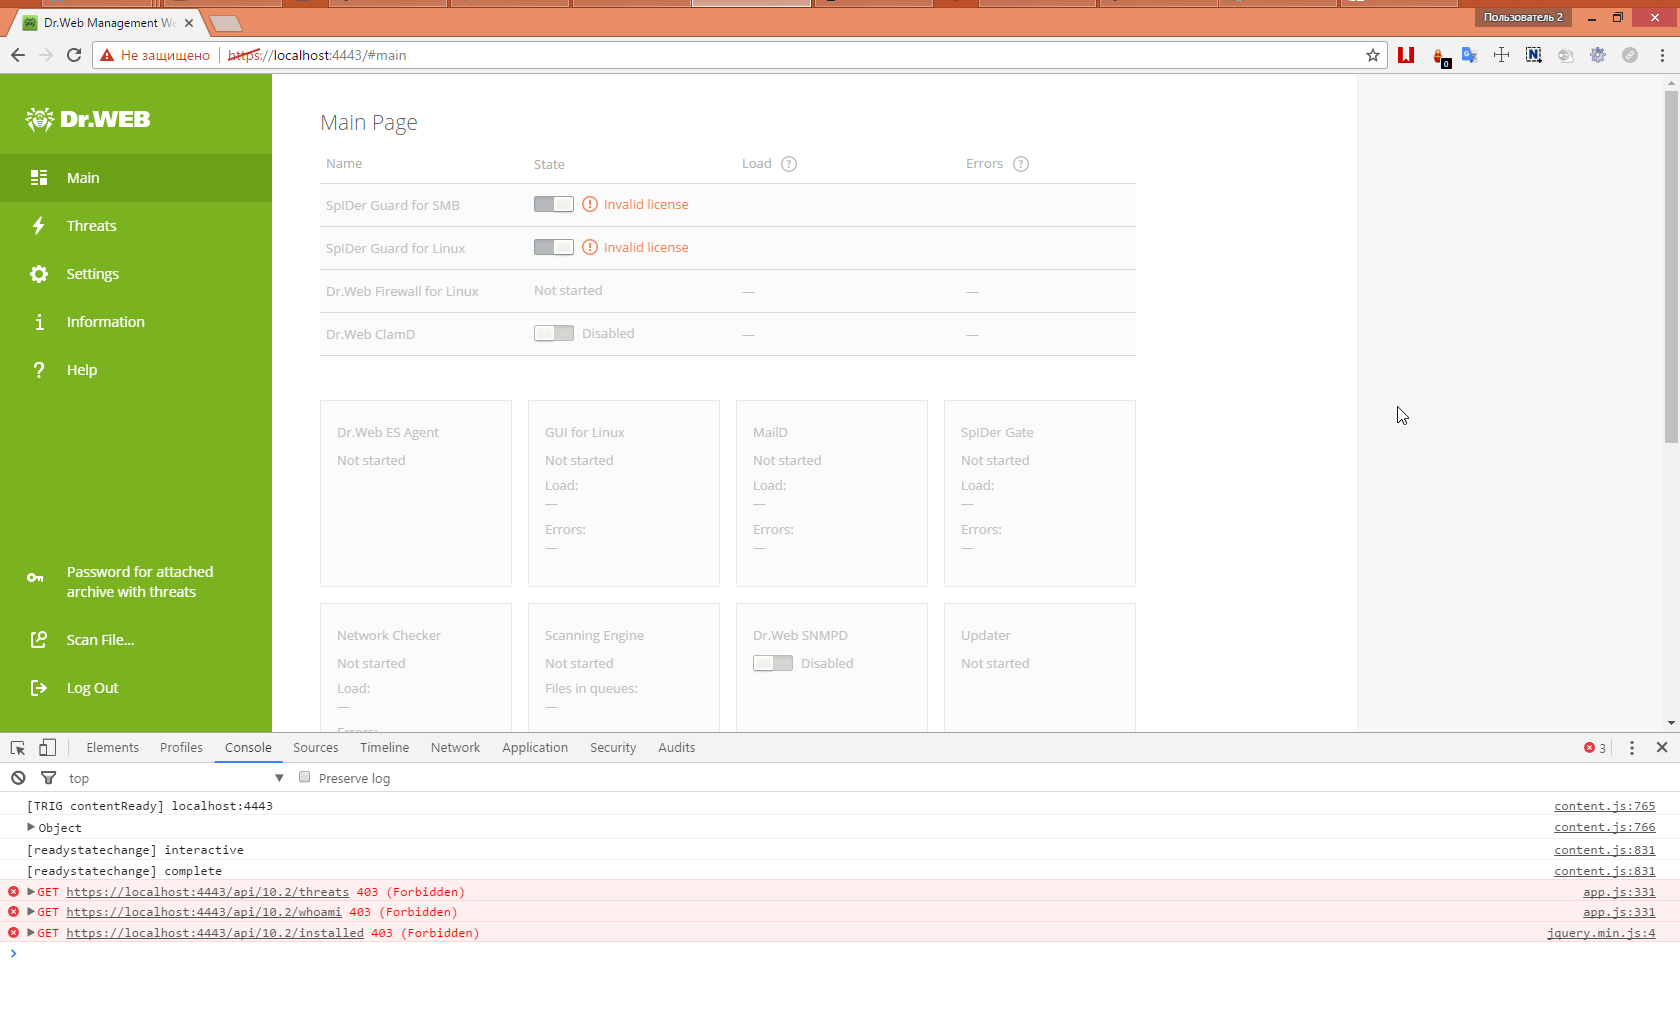 Dr.Web Management We
Пользователь 2
Не защищено
https://localhost:4443/#main
0
Dr.WEB
Main
Threats
Settings
Information
Help
Password for attached
archive with threats
Scan File...
Log Out
Main Page
Name State Load ? Errors ?
SpIDer Guard for SMB Invalid license
SpIDer Guard for Linux Invalid license
Dr.Web Firewall for Linux Not started — —
Dr.Web ClamD Disabled — —
Dr.Web ES Agent
Not started
GUI for Linux
Not started
Load:
—
Errors:
—
MailD
Not started
Load:
—
Errors:
—
SpIDer Gate
Not started
Load:
—
Errors:
—
Network Checker
Not started
Load:
—
Errors:
Scanning Engine
Not started
Files in queues:
—
Dr.Web SNMPD
Disabled
Updater
Not started
Elements Profiles Console Sources Timeline Network Application Security Audits 3
top Preserve log
[TRIG contentReady] localhost:4443 content.js:765
Object content.js:766
[readystatechange] interactive content.js:831
[readystatechange] complete content.js:831
GET https://localhost:4443/api/10.2/threats 403 (Forbidden) app.js:331
GET https://localhost:4443/api/10.2/whoami 403 (Forbidden) app.js:331
GET https://localhost:4443/api/10.2/installed 403 (Forbidden) jquery.min.js:4